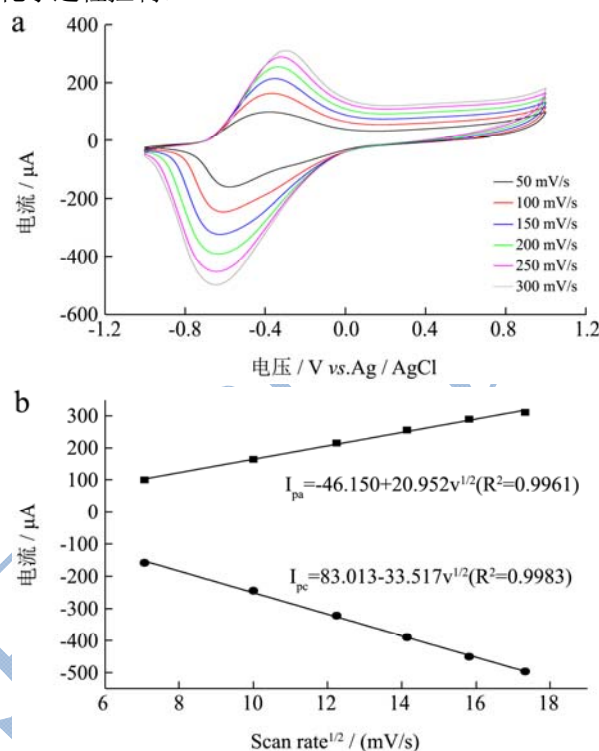 a
400
200
0
-200
-400
-600
电流 / μA
50 mV/s
100 mV/s
150 mV/s
200 mV/s
250 mV/s
300 mV/s
-1.2
-0.8
-0.4
0.0
0.4
0.8
1.2
电压 / V vs.Ag / AgCl
b
300
200
100
0
-100
-200
-300
-400
-500
电流 / μA
Ipa=-46.150+20.952v1/2(R2=0.9961)
Ipc=83.013-33.517v1/2(R2=0.9983)
6
8
10
12
14
16
18
Scan rate1/2 / (mV/s)